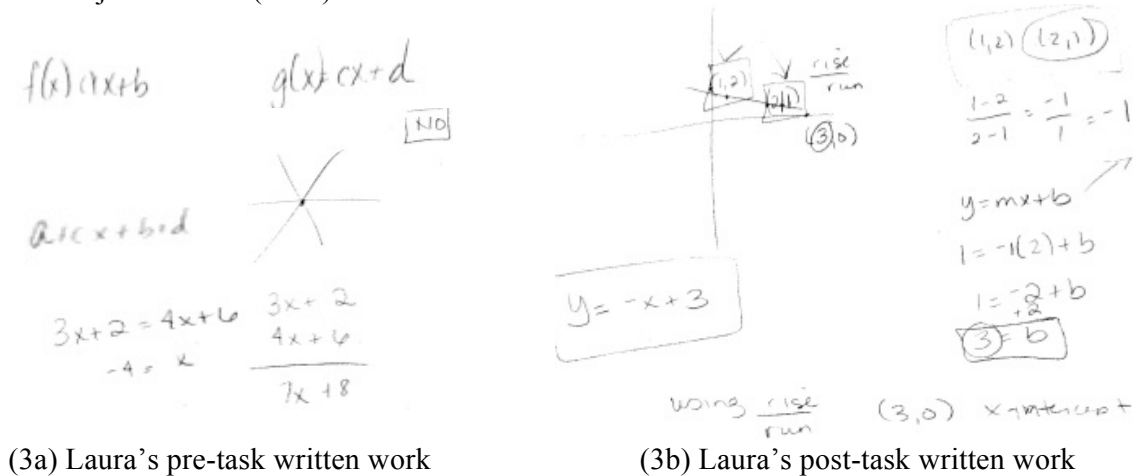 f(x) = ax+b
g(x) = cx+d
NO
a+c x + b+d
3x+2 = 4x+6
-4 = x
3x + 2
4x + 6
7x + 8
(1,2)
(2,1)
rise
run
(3,0)
y = -x + 3
(1,2) (2,1)
1-2
2-1
= -1
1
= -1
y=mx+b
1 = -1(2)+b
1 = -2+b
+2
3 = b
using rise
run
(3,0) x-intercept
(3a) Laura's pre-task written work
(3b) Laura's post-task written work